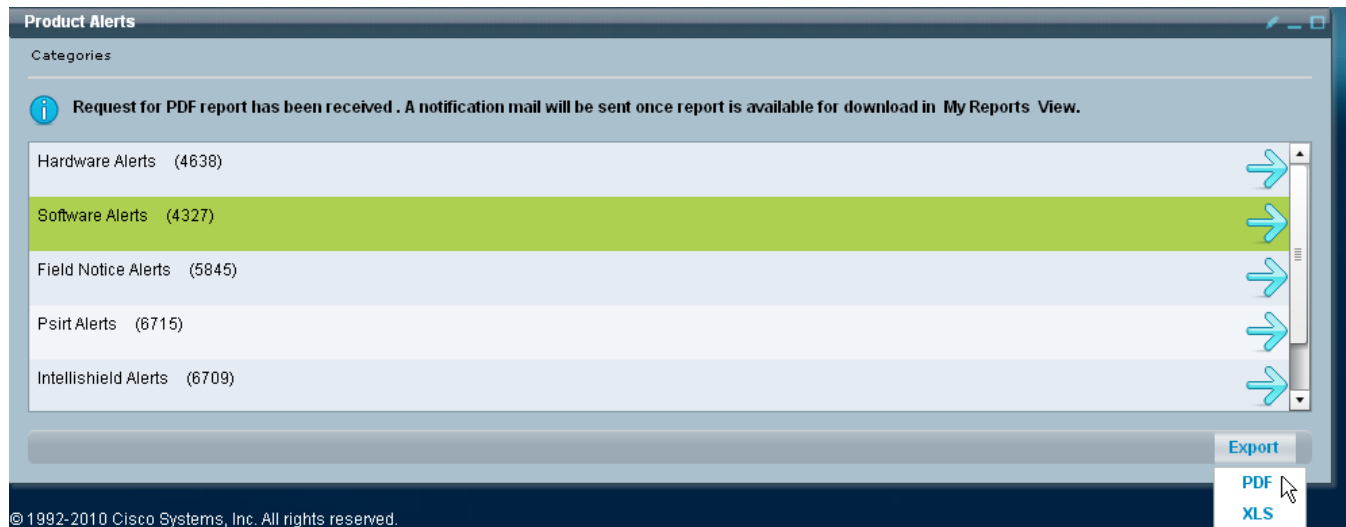 Product Alerts
Categories
Request for PDF report has been received . A notification mail will be sent once report is available for download in My Reports View.
Hardware Alerts (4638)
Software Alerts (4327)
Field Notice Alerts (5845)
Psirt Alerts (6715)
Intellishield Alerts (6709)
Export
PDF
XLS
© 1992-2010 Cisco Systems, Inc. All rights reserved.